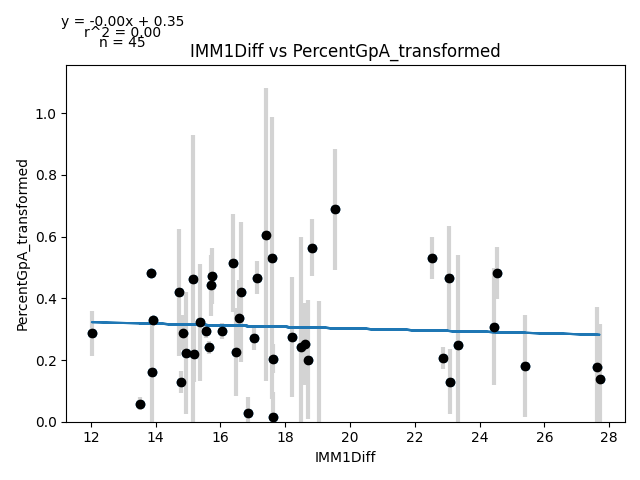 y = -0.00x + 0.35
r^2 = 0.00
n = 45
IMM1Diff vs PercentGpA_transformed
PercentGpA_transformed
1.0
0.8
0.6
0.4
0.2
0.0
12 14 16 18 20 22 24 26 28
IMM1Diff